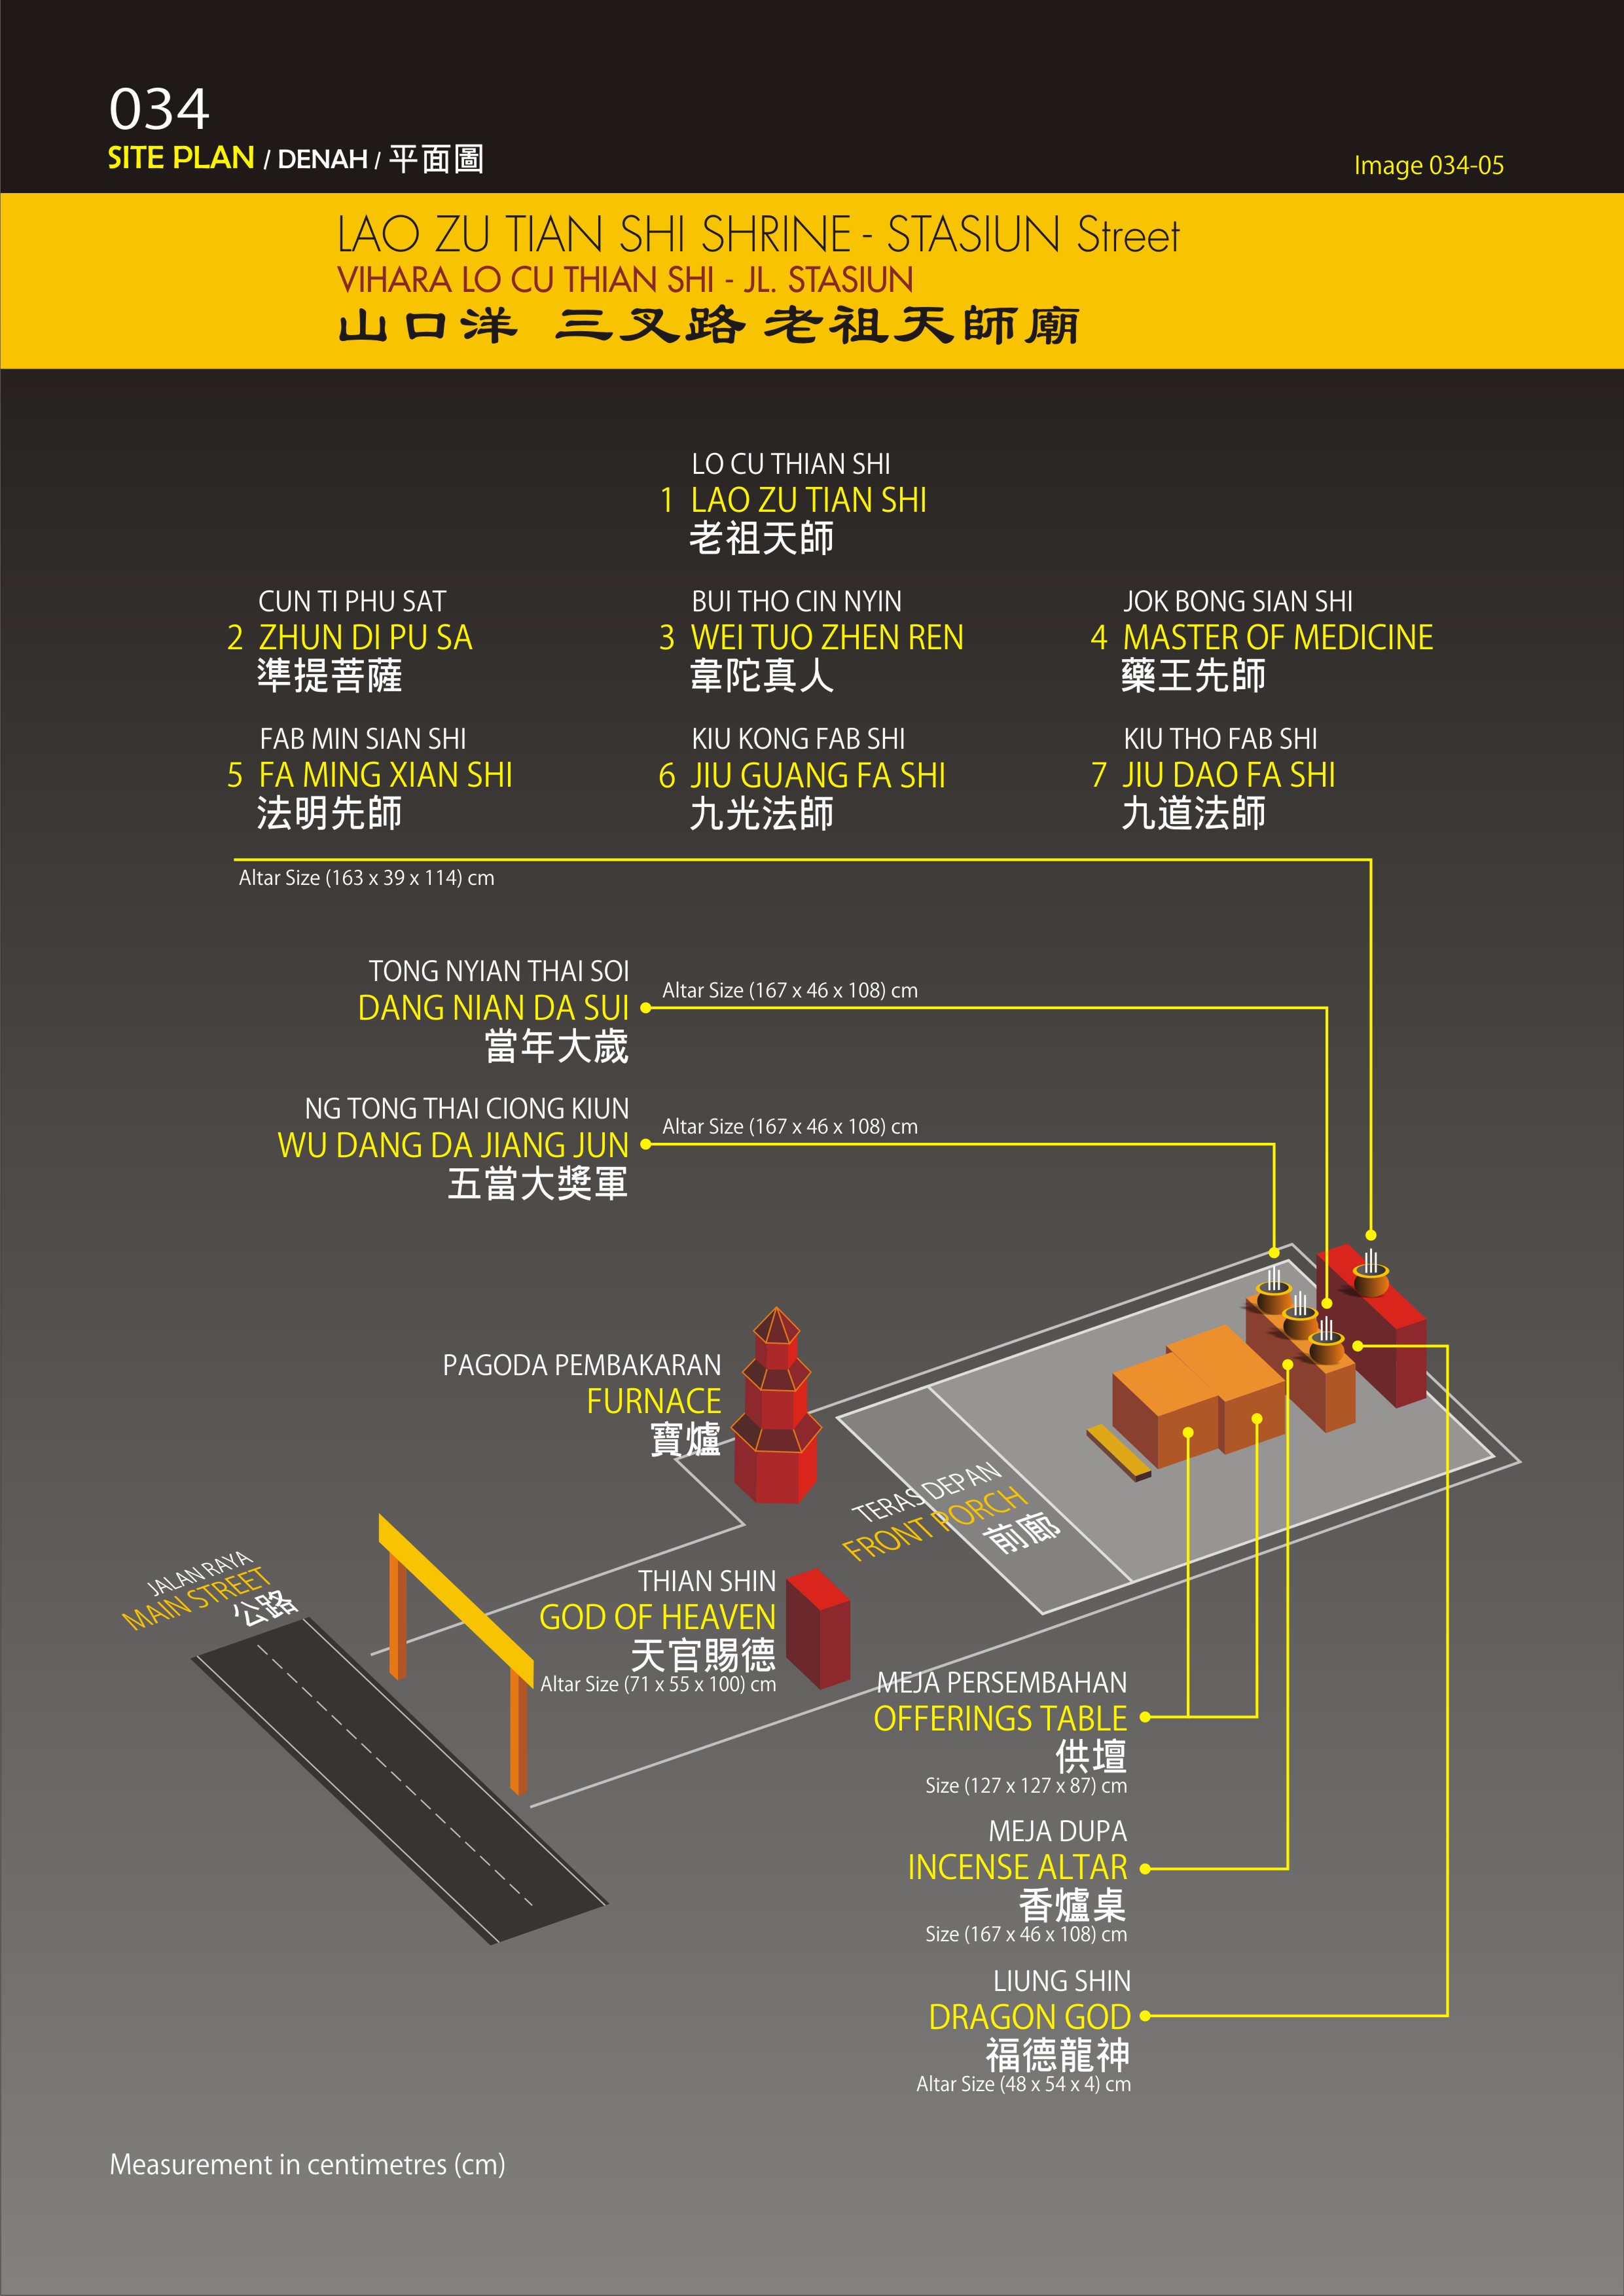 034
SITE PLAN / DENAH / 平面圖
Image 034-05
LAO ZU TIAN SHI SHRINE - STASIUN Street
VIHARA LO CU THIAN SHI - JL. STASIUN
山口洋 三叉路老祖天師廟
LO CU THIAN SHI
1 LAO ZU TIAN SHI
老祖天師
CUN TI PHU SAT
2 ZHUN DI PU SA
準提菩薩
BUI THO CIN NYIN
3 WEI TUO ZHEN REN
韋陀真人
JOK BONG SIAN SHI
4 MASTER OF MEDICINE
藥王先師
FAB MIN SIAN SHI
5 FA MING XIAN SHI
法明先師
KIU KONG FAB SHI
6 JIU GUANG FA SHI
九光法師
KIU THO FAB SHI
7 JIU DAO FA SHI
九道法師
Altar Size (163 x 39 x 114) cm
TONG NYIAN THAI SOI
DANG NIAN DA SUI
當年大歲
Altar Size (167 x 46 x 108) cm
NG TONG THAI CIONG KIUN
WU DANG DA JIANG JUN
五當大獎軍
Altar Size (167 x 46 x 108) cm
PAGODA PEMBAKARAN
FURNACE
寶爐
TERAS DEPAN
FRONT PORCH
前廊
JALAN RAYA
MAIN STREET
公路
THIAN SHIN
GOD OF HEAVEN
天官賜德
Altar Size (71 x 55 x 100) cm
MEJA PERSEMBAHAN
OFFERINGS TABLE
供壇
Size (127 x 127 x 87) cm
MEJA DUPA
INCENSE ALTAR
香爐桌
Size (167 x 46 x 108) cm
LIUNG SHIN
DRAGON GOD
福德龍神
Altar Size (48 x 54 x 4) cm
Measurement in centimetres (cm)